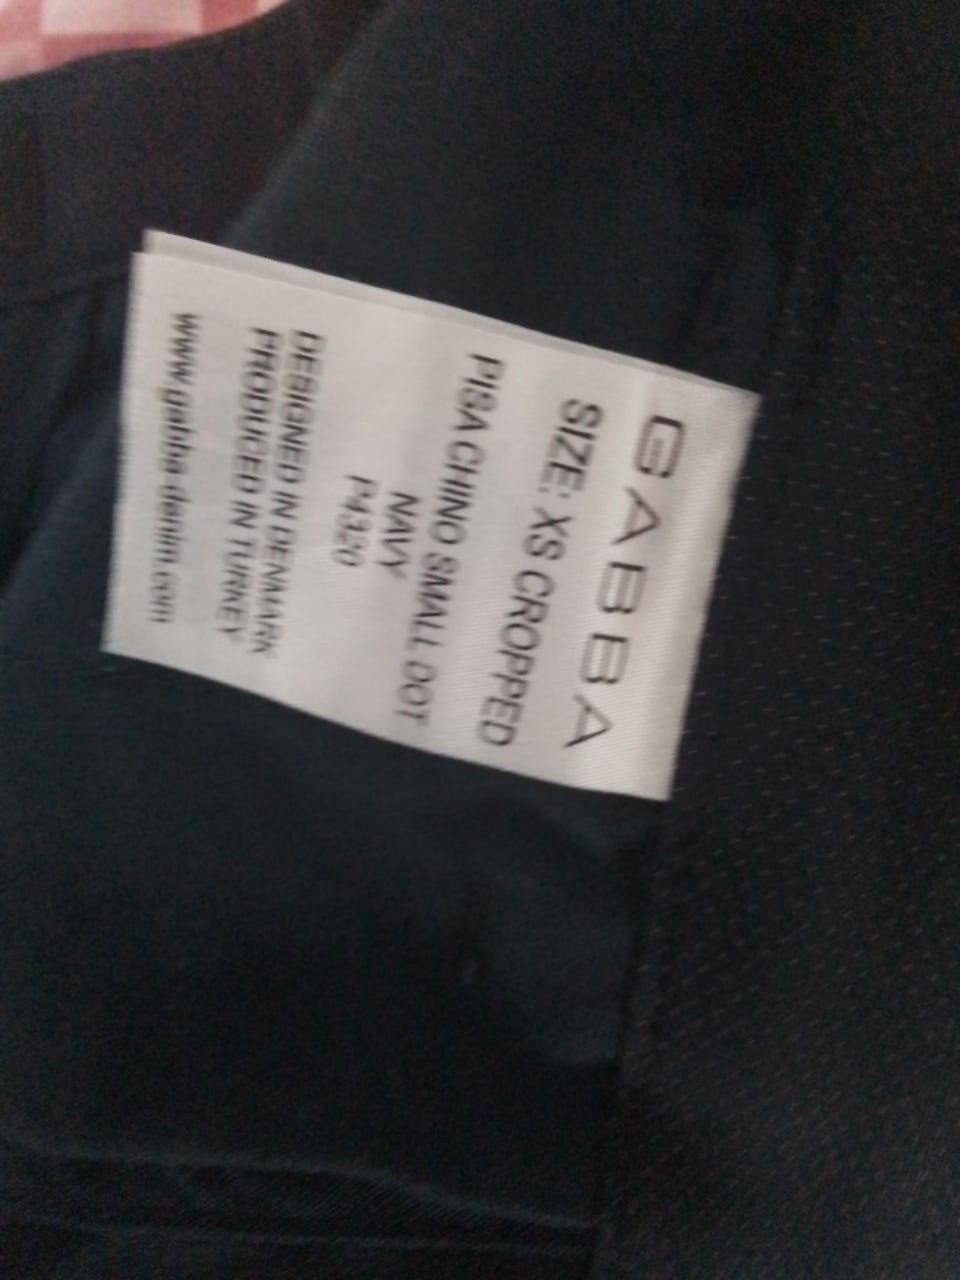 GABBA
SIZE: XS CROPPED
PISA CHINO SMALL DOT
NAVY
P4320
DESIGNED IN DENMARK
PRODUCED IN TURKEY
www.gabba-denim.com